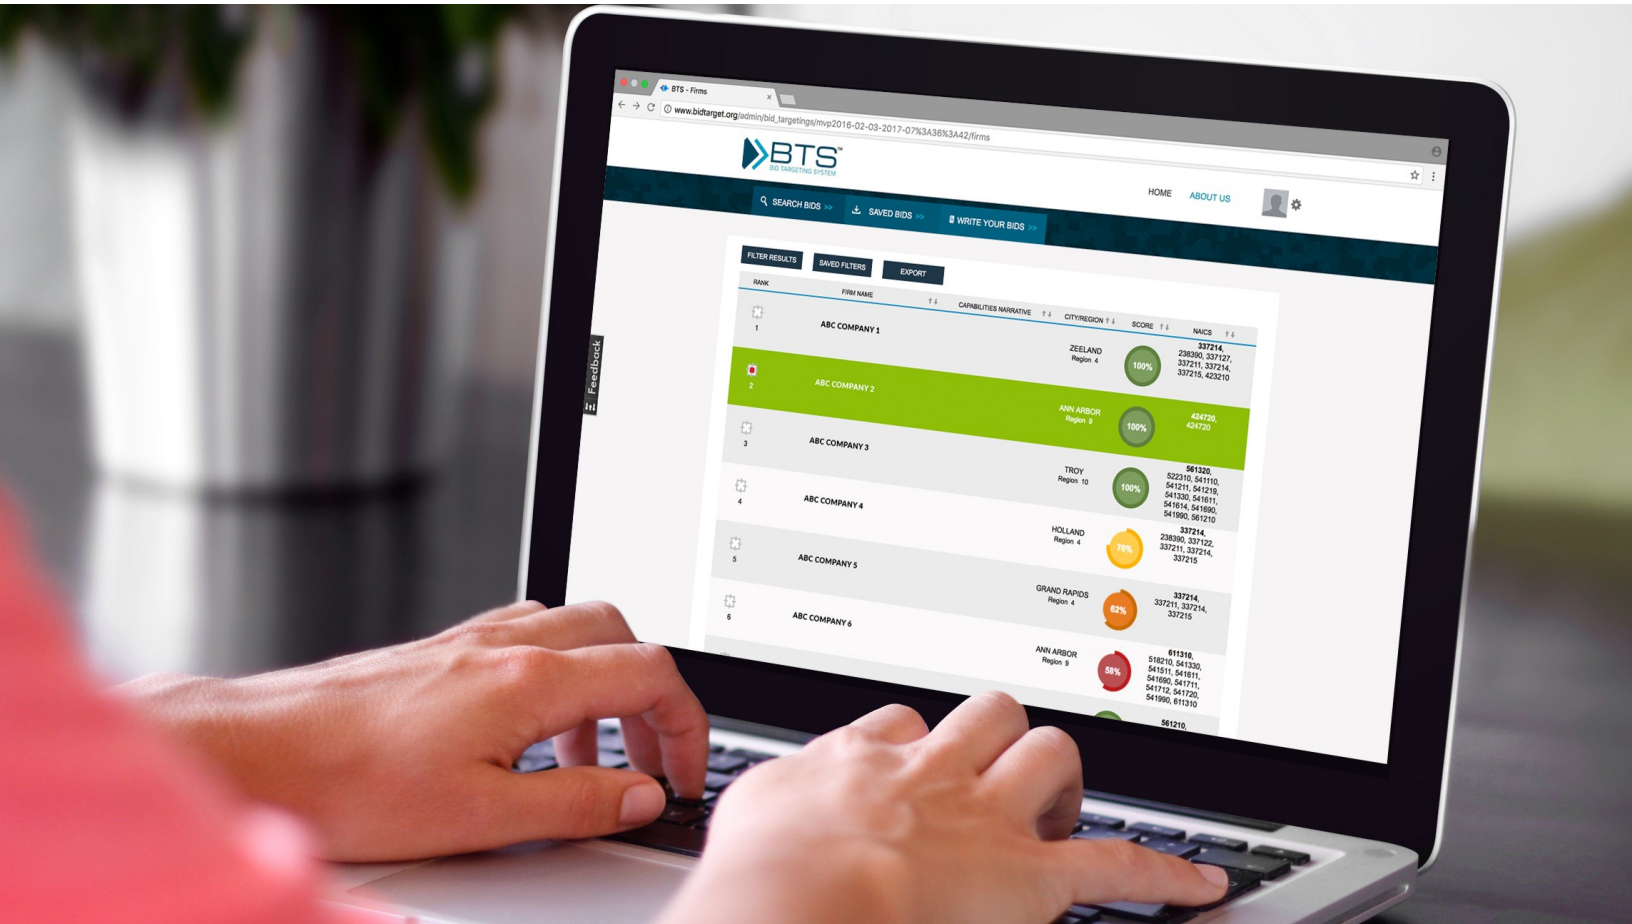 BTS - Firms
www.bidtarget.org/admin/bid_targetings/mvp2016-02-03-2017-07%3A36%3A42/firms
BTS™
BID TARGETING SYSTEM
HOME ABOUT US
SEARCH BIDS >> SAVED BIDS >> WRITE YOUR BIDS >>
FILTER RESULTS SAVED FILTERS EXPORT
RANK FIRM NAME CAPABILITIES NARRATIVE CITY/REGION SCORE NAICS
1 ABC COMPANY 1 ZEELAND 100% 337214,
Region 4 238390, 337127,
337211, 337214,
337215, 423210
2 ABC COMPANY 2 ANN ARBOR 100% 424720,
Region 9 424720
3 ABC COMPANY 3 TROY 100% 561320,
Region 10 522310, 541110,
541211, 541219,
541330, 541611,
541614, 541690,
541990, 561210
4 ABC COMPANY 4 HOLLAND 337214,
Region 4 238390, 337122,
337211, 337214,
337215
5 ABC COMPANY 5 GRAND RAPIDS 62% 337214,
Region 4 337211, 337214,
337215
6 ABC COMPANY 6 ANN ARBOR 58% 611310,
Region 9 518210, 541330,
541511, 541611,
541690, 541711,
541712, 541720,
541990, 611310
561210,
Feedback